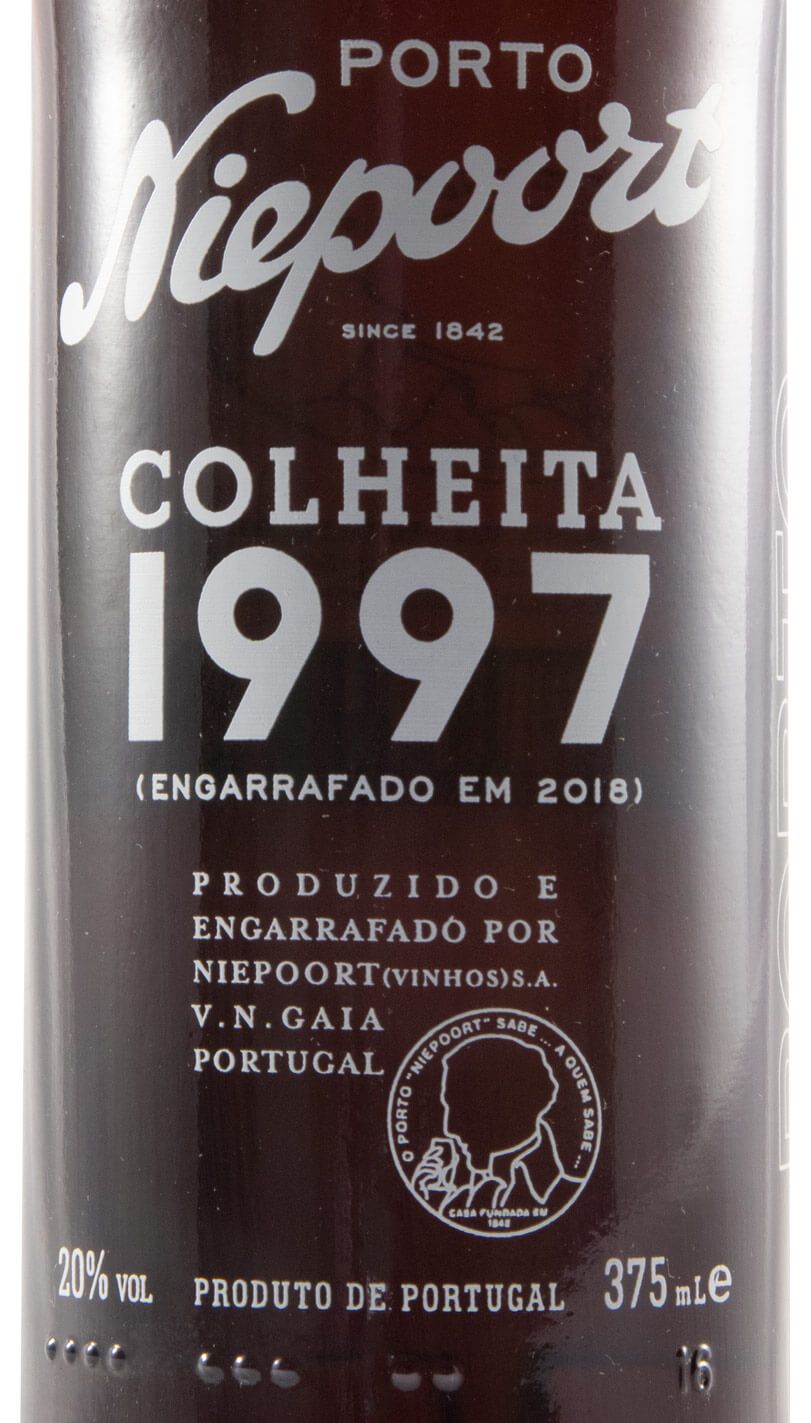 PORTO
Niepoort
SINCE 1842
COLHEITA
1997
(ENGARRAFADO EM 2018)
PRODUZIDO E
ENGARRAFADO POR
NIEPOORT (VINHOS) S.A.
V.N. GAIA
PORTUGAL
O PORTO "NIEPOORT" SABE ... A QUEM SABE ...
CASA FUNDADA EM
1842
20% VOL PRODUTO DE PORTUGAL 375 mL e
16
PORTO